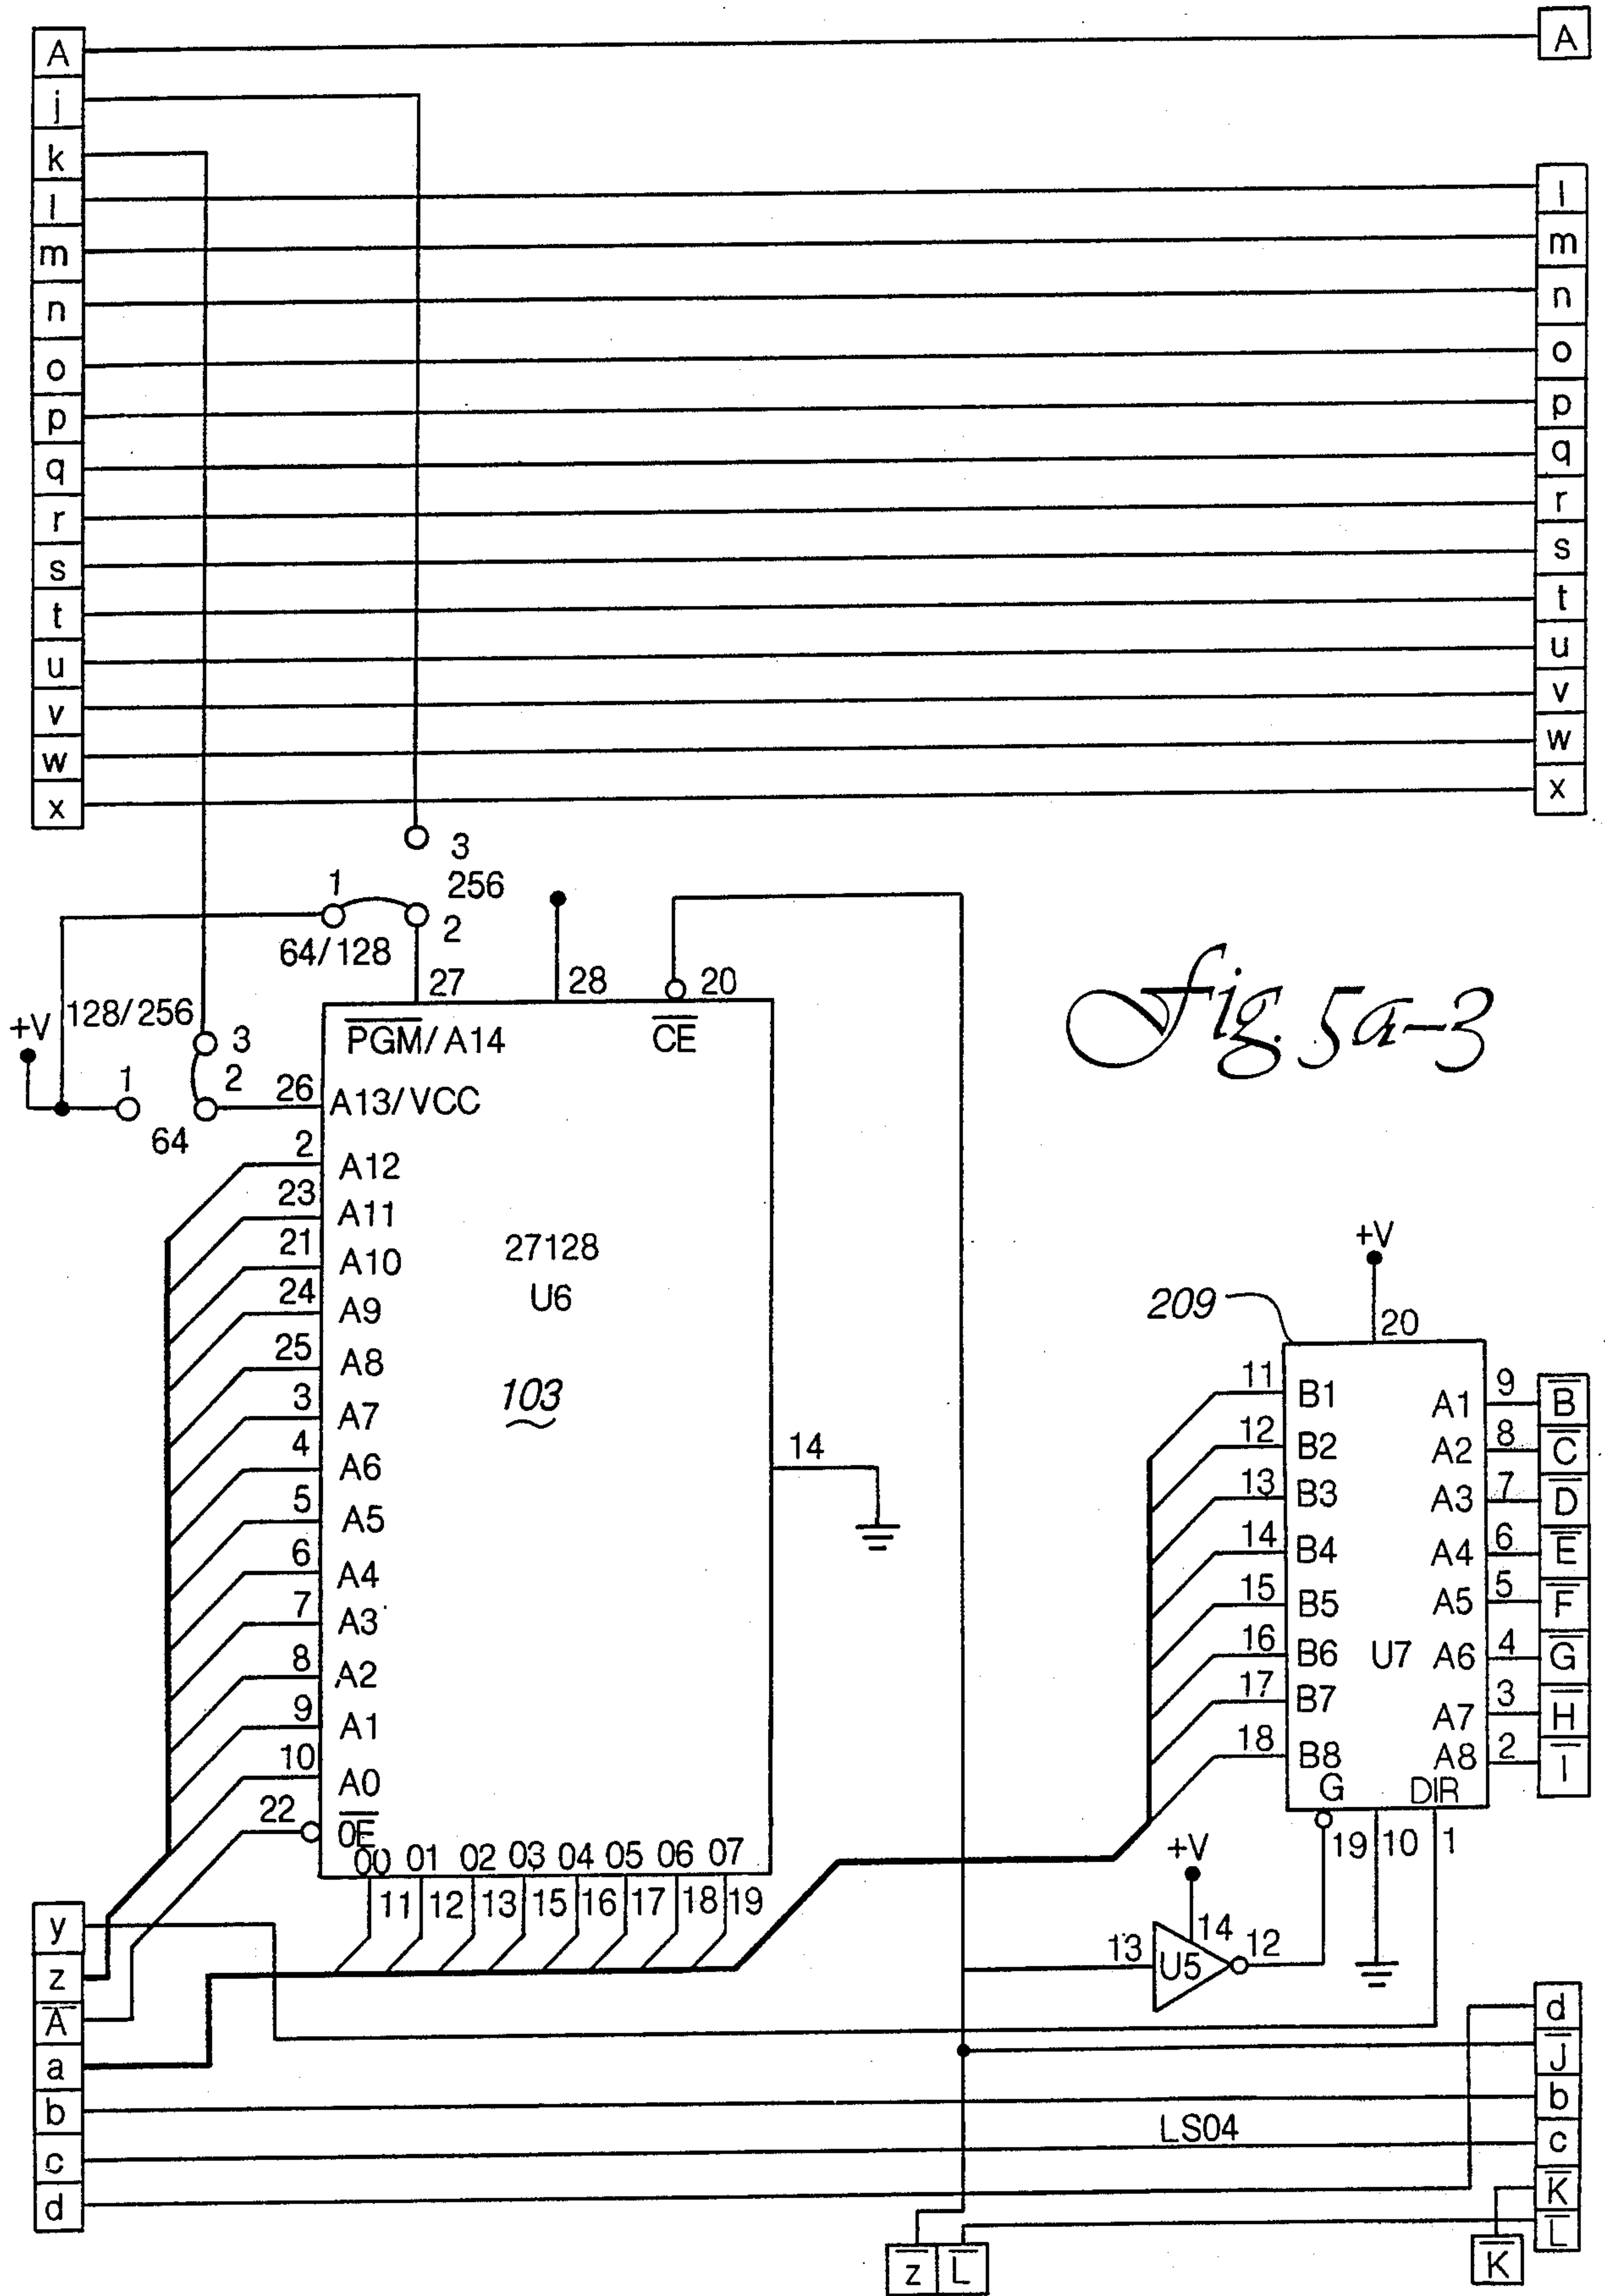 A A
j
k
l l
m m
n n
o o
p p
q q
r r
s s
t t
u u
v v
w w
x x
3
1 256
2
64/128
27 28 20
128/256
+V
3
P̅G̅M̅/A14 C̅E̅
1 2 26 A13/VCC
64
Fig. 5a-3
2 A12
23 A11
21 A10
27128
24 A9
U6
25 A8
3 A7
103
4 A6
14
5 A5
6 A4
7 A3
8 A2
9 A1
10 A0
22 O̅E̅
00 01 02 03 04 05 06 07
11 12 13 15 16 17 18 19
+V
209
20
11 B1 A1 9 B̅
12 B2 A2 8 C̅
13 B3 A3 7 D̅
14 B4 A4 6 E̅
15 B5 A5 5 F̅
16 B6 U7 A6 4 G̅
17 B7 A7 3 H̅
18 B8 A8 2 I̅
G DIR
19 10 1
+V
14
13 U5 12
y
z
A̅ d
a J̅
b b
LS04
c c
d K̅
L̅
z̅ L̅ K̅